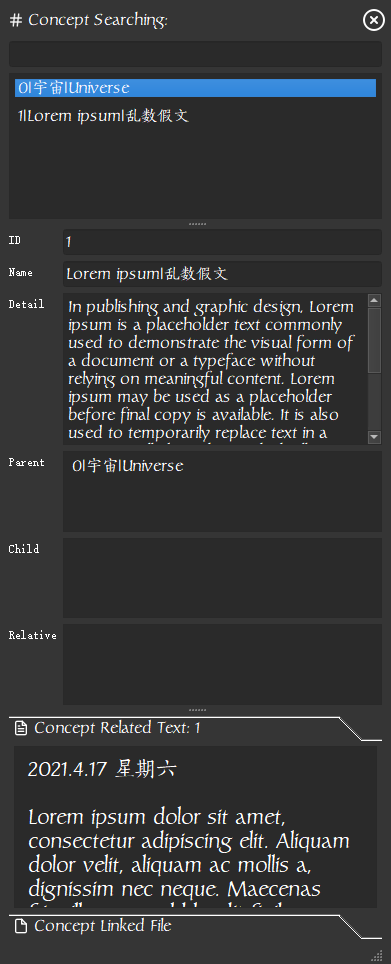 # Concept Searching:
0|宇宙|Universe
1|Lorem ipsum|乱数假文
ID
1
Name
Lorem ipsum|乱数假文
Detail
In publishing and graphic design, Lorem
ipsum is a placeholder text commonly
used to demonstrate the visual form of
a document or a typeface without
relying on meaningful content. Lorem
ipsum may be used as a placeholder
before final copy is available. It is also
used to temporarily replace text in a
Parent
0|宇宙|Universe
Child
Relative
Concept Related Text: 1
2021.4.17 星期六
Lorem ipsum dolor sit amet,
consectetur adipiscing elit. Aliquam
dolor velit, aliquam ac mollis a,
dignissim nec neque. Maecenas
Concept Linked File